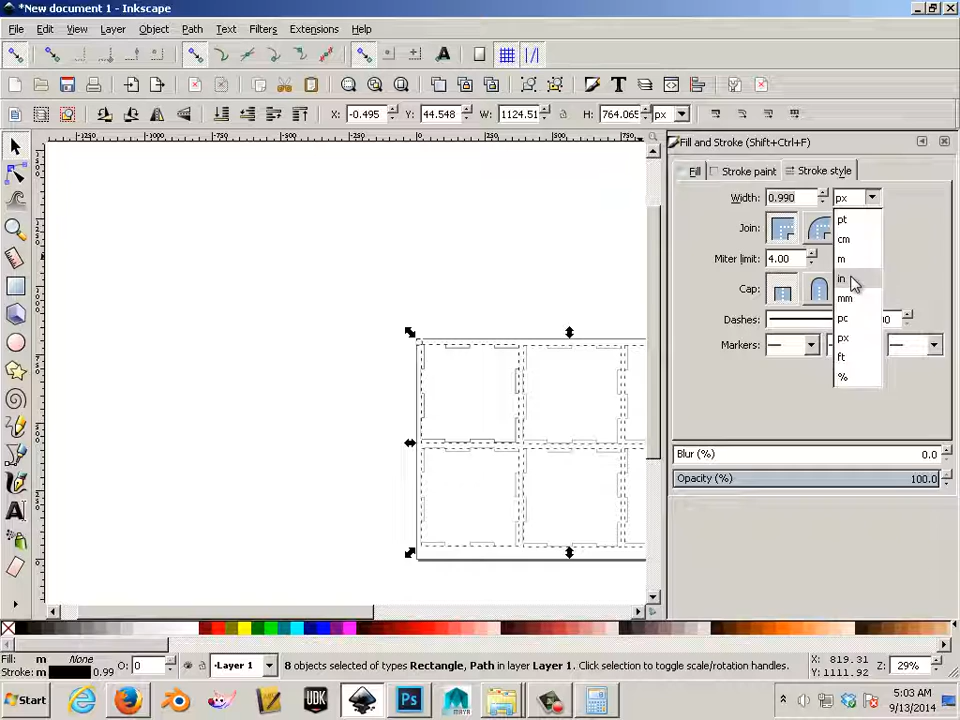 *New document 1 - Inkscape
File Edit View Layer Object Path Text Filters Extensions Help
X: -0.495 Y: 44.548 W: 1124.51 H: 764.065 px
Fill and Stroke (Shift+Ctrl+F)
Fill Stroke paint Stroke style
Width: 0.990 px
pt
Join:
cm
m
Miter limit: 4.00
in
Cap:
mm
pc
Dashes:
px
Markers:
ft
%
Blur (%) 0.0
Opacity (%) 100.0
Fill: m None O: 0 Layer 1 8 objects selected of types Rectangle, Path in layer Layer 1. Click selection to toggle scale/rotation handles. X: 819.31 Z: 29%
Stroke: m 0.99 Y: 1111.92
Start UDK Ps MAYA 5:03 AM
9/13/2014